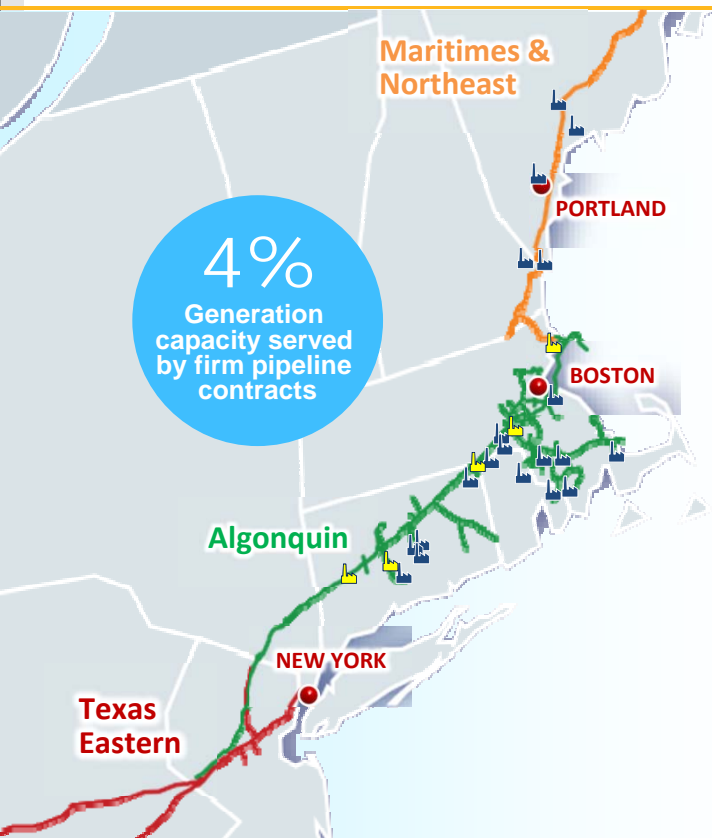 Maritimes &
Northeast
PORTLAND
4%
Generation
capacity served
by firm pipeline
contracts
BOSTON
Algonquin
NEW YORK
Texas
Eastern